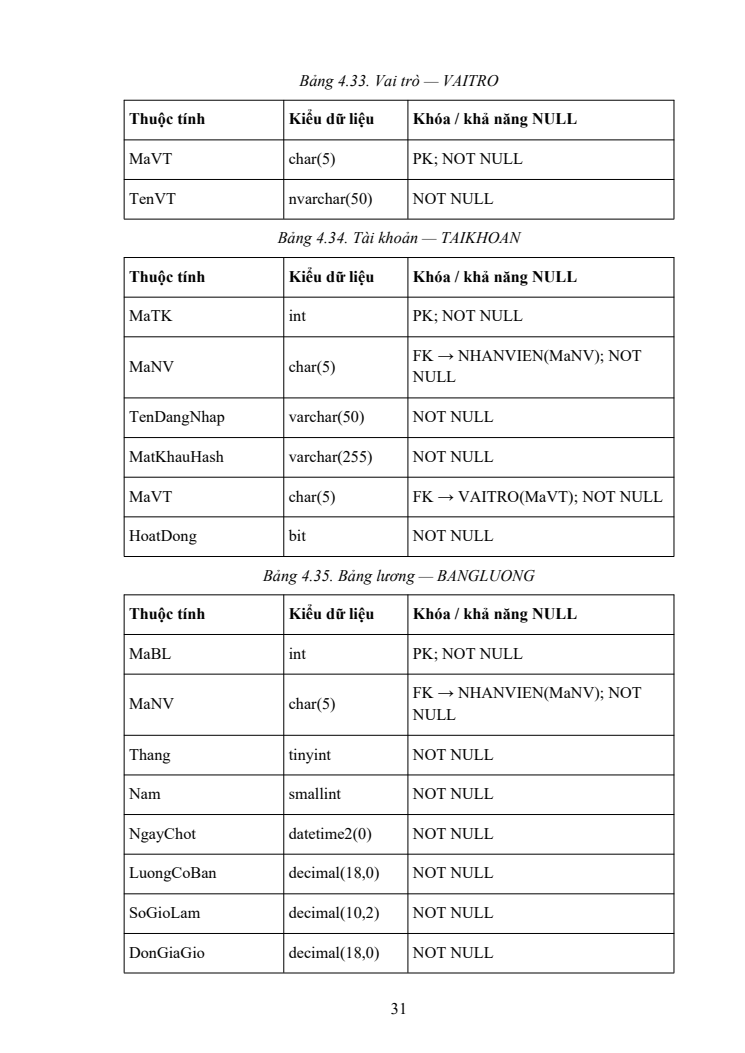 Bảng 4.33. Vai trò — VAITRO
Thuộc tính Kiểu dữ liệu Khóa / khả năng NULL
MaVT char(5) PK; NOT NULL
TenVT nvarchar(50) NOT NULL
Bảng 4.34. Tài khoản — TAIKHOAN
Thuộc tính Kiểu dữ liệu Khóa / khả năng NULL
MaTK int PK; NOT NULL
MaNV char(5) FK → NHANVIEN(MaNV); NOT
NULL
TenDangNhap varchar(50) NOT NULL
MatKhauHash varchar(255) NOT NULL
MaVT char(5) FK → VAITRO(MaVT); NOT NULL
HoatDong bit NOT NULL
Bảng 4.35. Bảng lương — BANGLUONG
Thuộc tính Kiểu dữ liệu Khóa / khả năng NULL
MaBL int PK; NOT NULL
MaNV char(5) FK → NHANVIEN(MaNV); NOT
NULL
Thang tinyint NOT NULL
Nam smallint NOT NULL
NgayChot datetime2(0) NOT NULL
LuongCoBan decimal(18,0) NOT NULL
SoGioLam decimal(10,2) NOT NULL
DonGiaGio decimal(18,0) NOT NULL
31